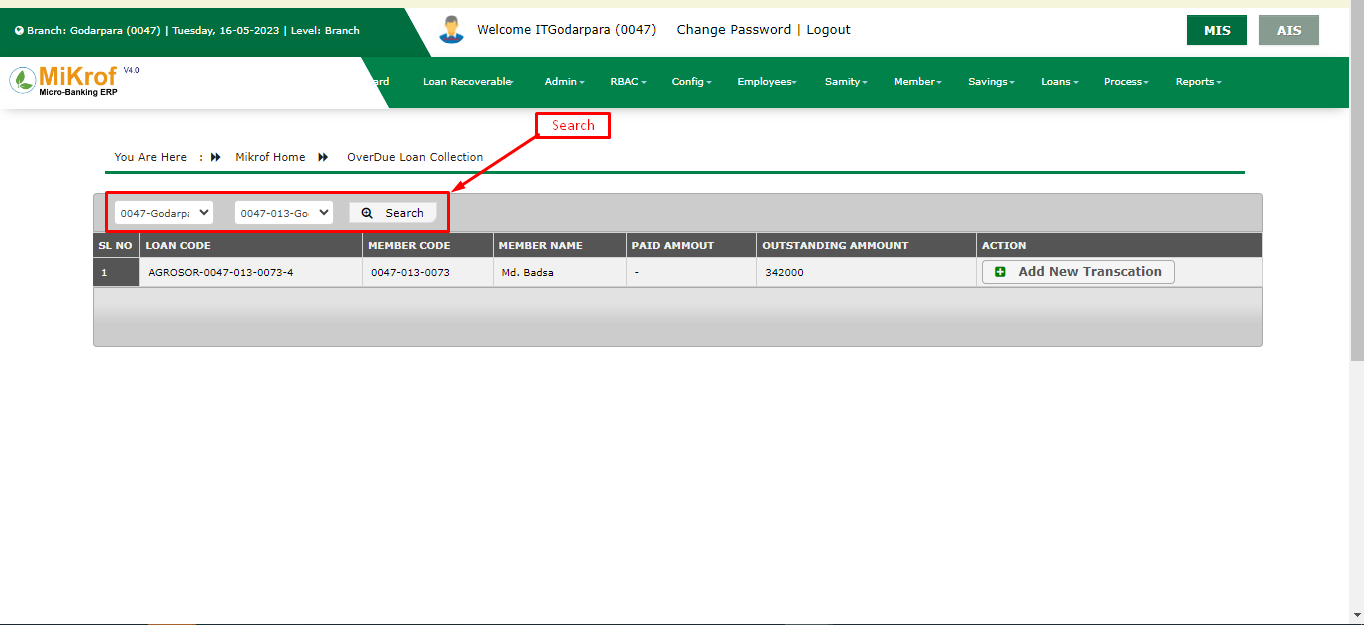 Branch: Godarpara (0047) | Tuesday, 16-05-2023 | Level: Branch
Welcome ITGodarpara (0047) Change Password | Logout
MIS AIS
MiKrof V4.0
Micro-Banking ERP
ard Loan Recoverable Admin RBAC Config Employees Samity Member Savings Loans Process Reports
Search
You Are Here : Mikrof Home OverDue Loan Collection
0047-Godarpa 0047-013-Go Search
SL NO LOAN CODE MEMBER CODE MEMBER NAME PAID AMMOUT OUTSTANDING AMMOUNT ACTION
1 AGROSOR-0047-013-0073-4 0047-013-0073 Md. Badsa - 342000 Add New Transcation